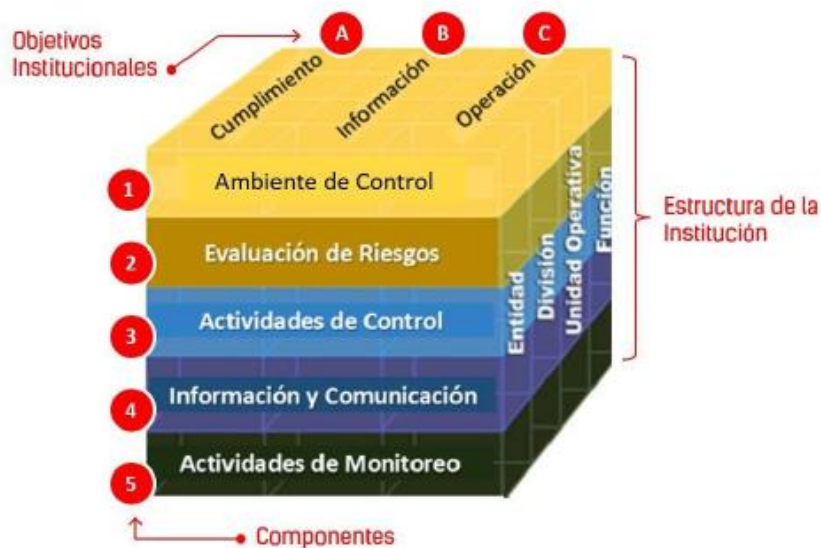 Objetivos
Institucionales
A
B
C
Cumplimiento
Información
Operación
1
Ambiente de Control
2
Evaluación de Riesgos
3
Actividades de Control
4
Información y Comunicación
5
Actividades de Monitoreo
Entidad
División
Unidad Operativa
Función
Estructura de la
Institución
Componentes